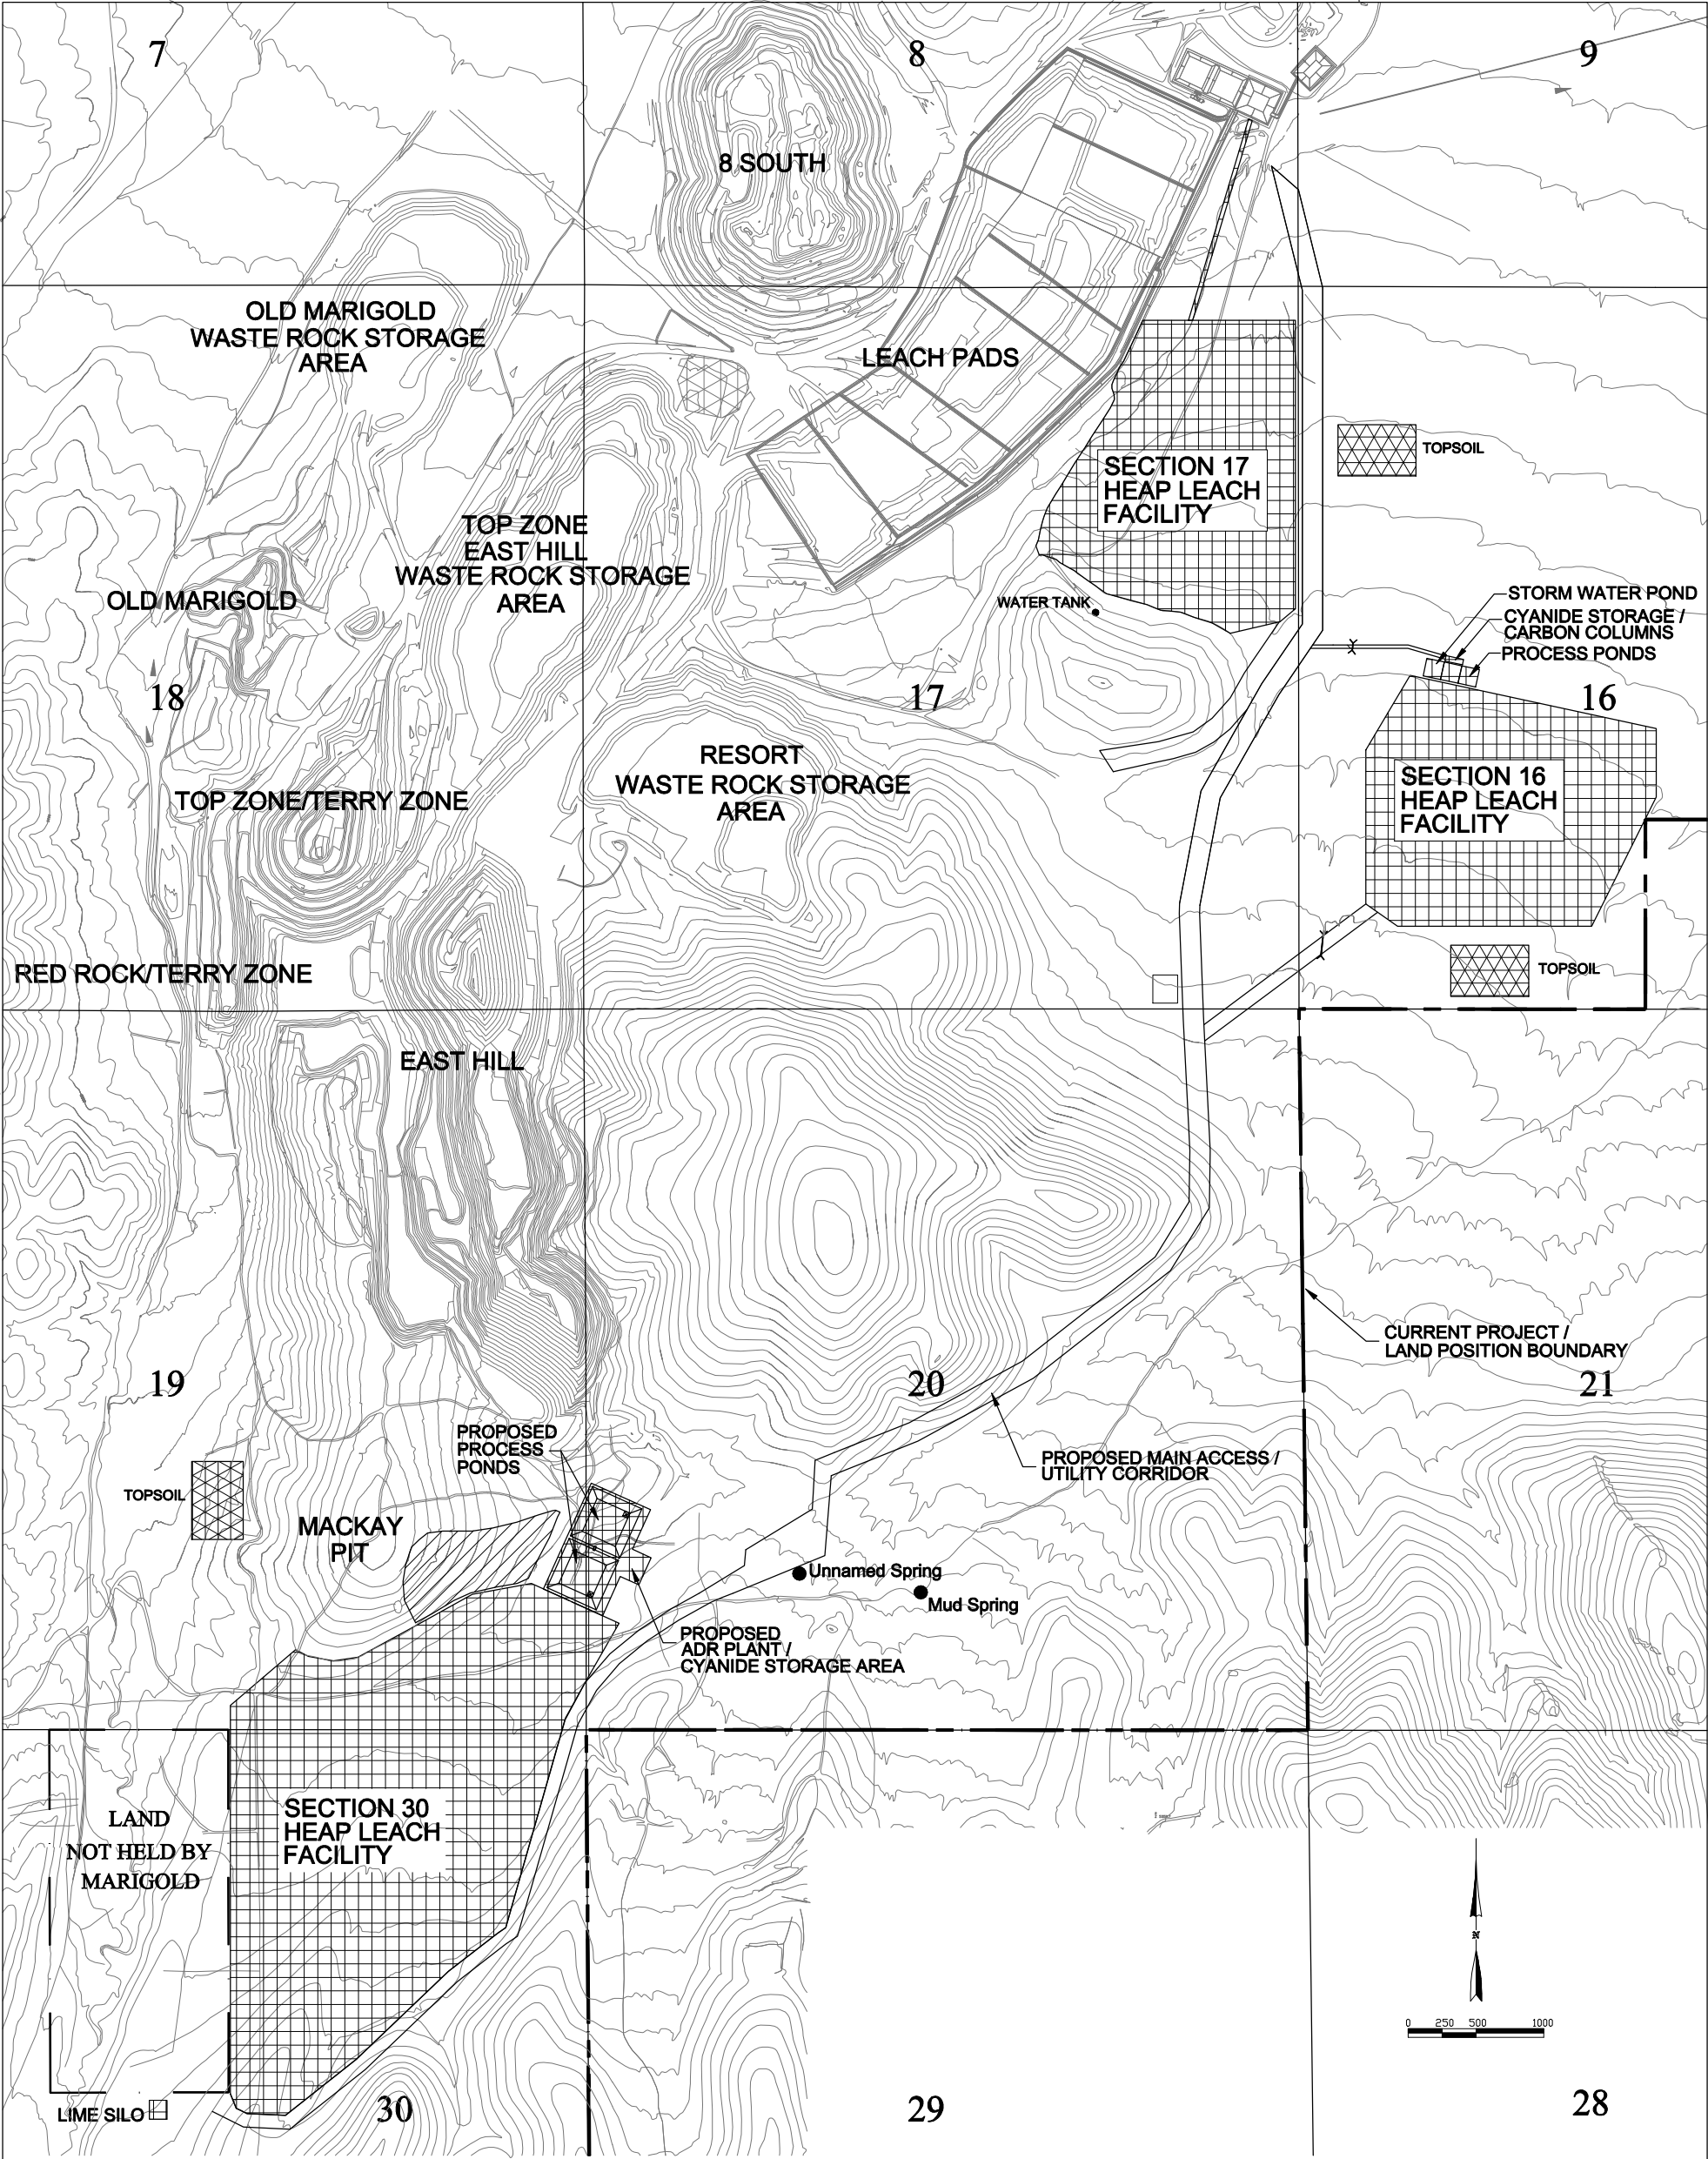 7
8
9
8 SOUTH
OLD MARIGOLD
WASTE ROCK STORAGE
AREA
LEACH PADS
SECTION 17
HEAP LEACH
FACILITY
TOPSOIL
TOP ZONE
EAST HILL
WASTE ROCK STORAGE
AREA
OLD MARIGOLD
WATER TANK
STORM WATER POND
CYANIDE STORAGE /
CARBON COLUMNS
PROCESS PONDS
18
17
16
RESORT
WASTE ROCK STORAGE
AREA
TOP ZONE/TERRY ZONE
SECTION 16
HEAP LEACH
FACILITY
RED ROCK/TERRY ZONE
TOPSOIL
EAST HILL
CURRENT PROJECT /
LAND POSITION BOUNDARY
19
20
21
PROPOSED
PROCESS
PONDS
PROPOSED MAIN ACCESS /
UTILITY CORRIDOR
TOPSOIL
MACKAY
PIT
Unnamed Spring
Mud Spring
PROPOSED
ADR PLANT /
CYANIDE STORAGE AREA
LAND
NOT HELD BY
MARIGOLD
SECTION 30
HEAP LEACH
FACILITY
N
0 250 500 1000
LIME SILO
30
29
28